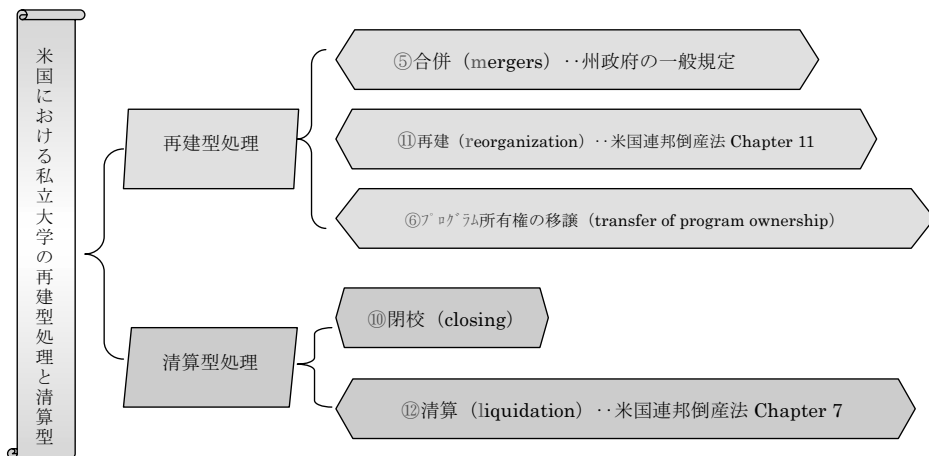 米国における私立大学の再建型処理と清算型
再建型処理
⑤合併（mergers）‥州政府の一般規定
⑪再建（reorganization）‥米国連邦倒産法 Chapter 11
⑥ﾌﾟﾛｸﾞﾗﾑ所有権の移譲（transfer of program ownership）
清算型処理
⑩閉校（closing）
⑫清算（liquidation）‥米国連邦倒産法 Chapter 7